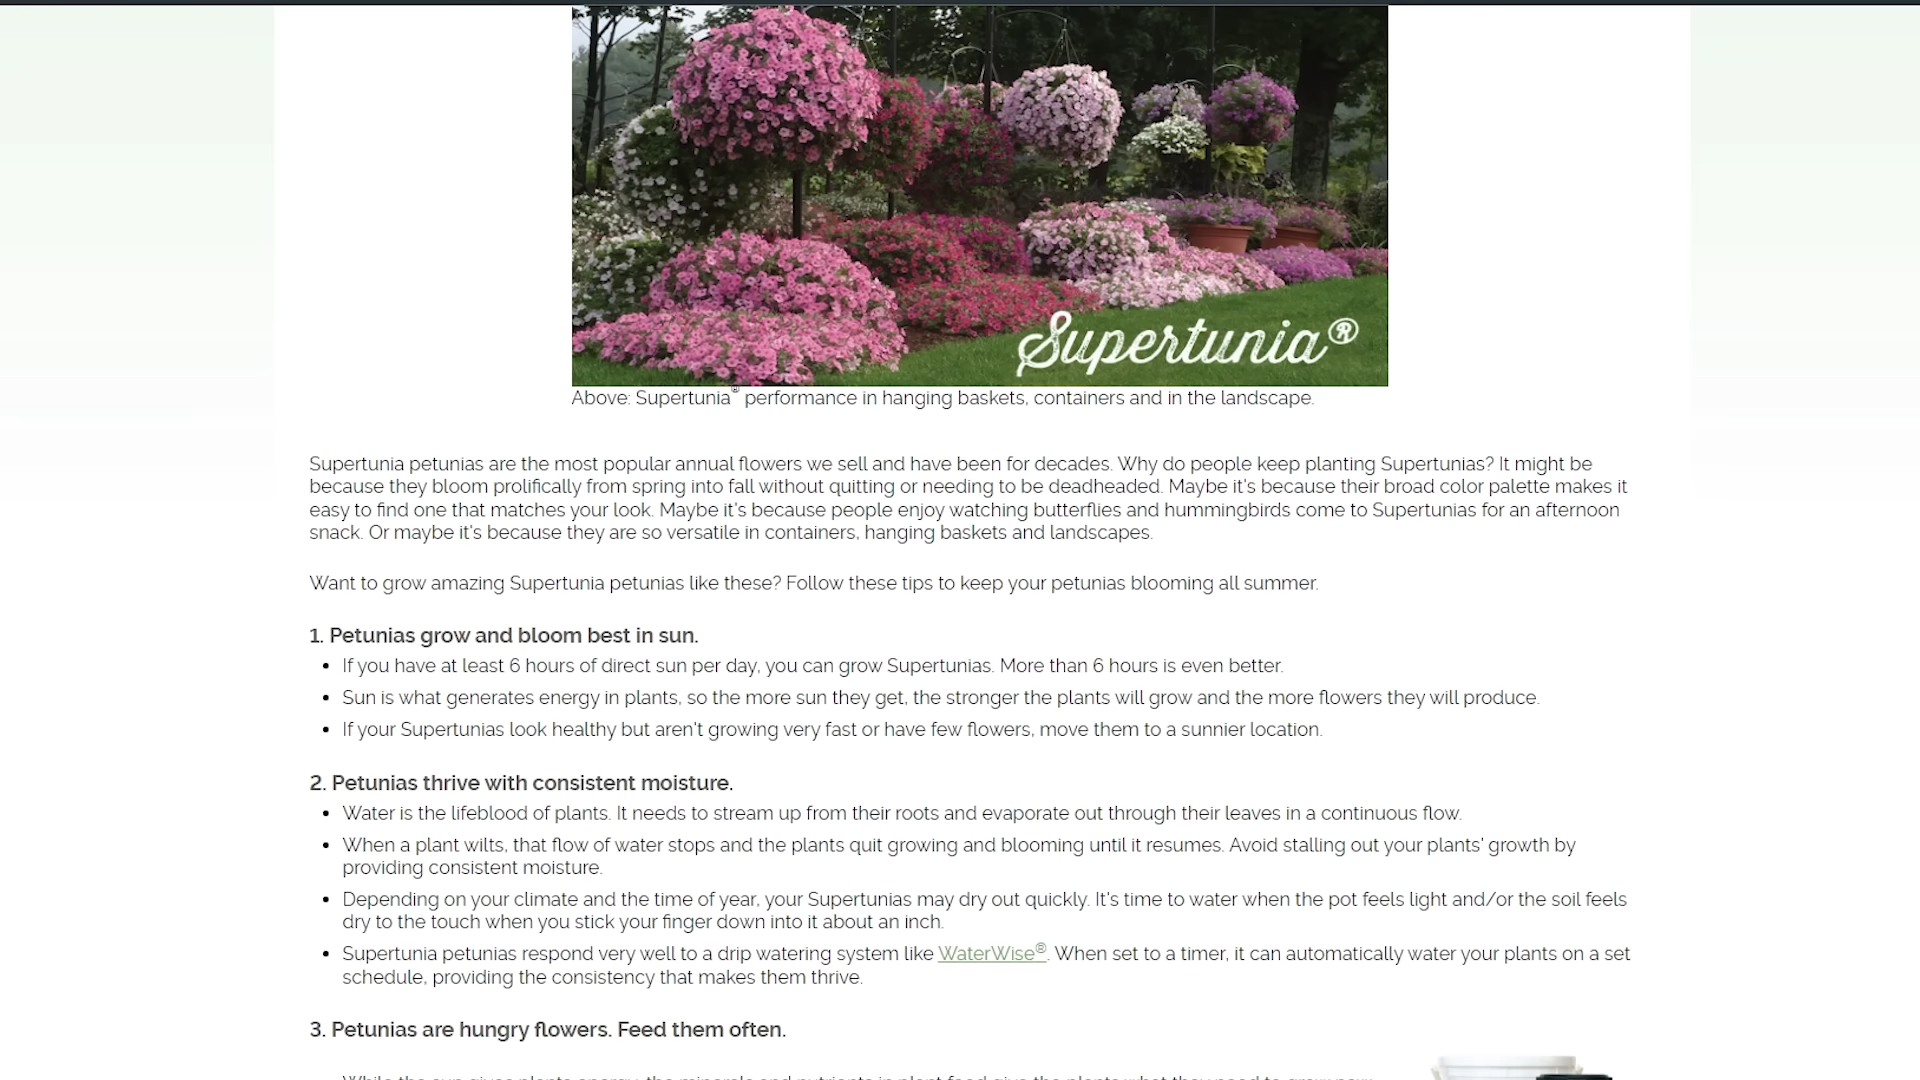 Supertunia®
Above: Supertunia® performance in hanging baskets, containers and in the landscape.
Supertunia petunias are the most popular annual flowers we sell and have been for decades. Why do people keep planting Supertunias? It might be
because they bloom prolifically from spring into fall without quitting or needing to be deadheaded. Maybe it's because their broad color palette makes it
easy to find one that matches your look. Maybe it's because people enjoy watching butterflies and hummingbirds come to Supertunias for an afternoon
snack. Or maybe it's because they are so versatile in containers, hanging baskets and landscapes.
Want to grow amazing Supertunia petunias like these? Follow these tips to keep your petunias blooming all summer.
1. Petunias grow and bloom best in sun.
• If you have at least 6 hours of direct sun per day, you can grow Supertunias. More than 6 hours is even better.
• Sun is what generates energy in plants, so the more sun they get, the stronger the plants will grow and the more flowers they will produce.
• If your Supertunias look healthy but aren't growing very fast or have few flowers, move them to a sunnier location.
2. Petunias thrive with consistent moisture.
• Water is the lifeblood of plants. It needs to stream up from their roots and evaporate out through their leaves in a continuous flow.
• When a plant wilts, that flow of water stops and the plants quit growing and blooming until it resumes. Avoid stalling out your plants' growth by
providing consistent moisture.
• Depending on your climate and the time of year, your Supertunias may dry out quickly. It's time to water when the pot feels light and/or the soil feels
dry to the touch when you stick your finger down into it about an inch.
• Supertunia petunias respond very well to a drip watering system like WaterWise®. When set to a timer, it can automatically water your plants on a set
schedule, providing the consistency that makes them thrive.
3. Petunias are hungry flowers. Feed them often.